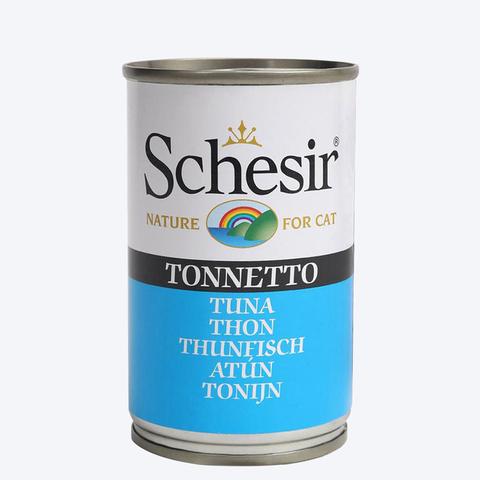 Schesir®
NATURE FOR CAT
TONNETTO
TUNA
THON
THUNFISCH
ATÚN
TONIJN